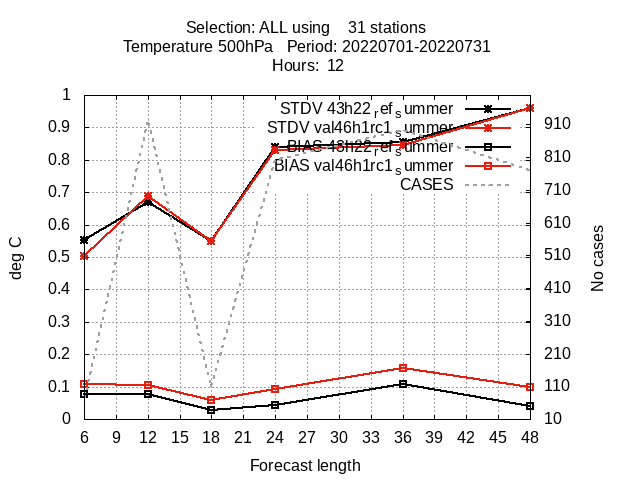 Selection: ALL using 31 stations
Temperature 500hPa Period: 20220701-20220731
Hours: 12
1
0.9
0.8
0.7
0.6
0.5
0.4
0.3
0.2
0.1
0
deg C
STDV 43h22_ref_summer
STDV val46h1rc1_summer
BIAS 43h22_ref_summer
BIAS val46h1rc1_summer
CASES
910
810
710
610
510
410
310
210
110
10
No cases
6 9 12 15 18 21 24 27 30 33 36 39 42 45 48
Forecast length